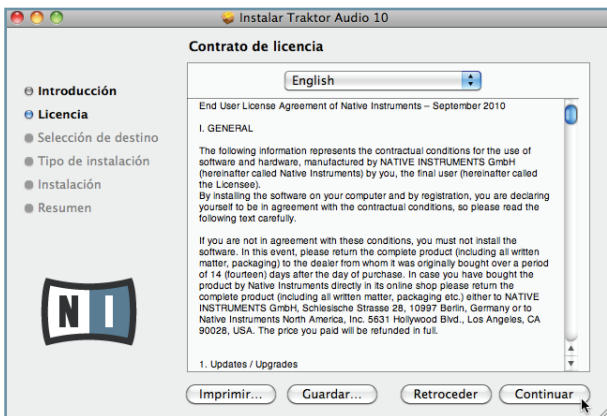 Instalar Traktor Audio 10
Contrato de licencia
Introducción
Licencia
Selección de destino
Tipo de instalación
Instalación
Resumen
English
End User License Agreement of Native Instruments – September 2010
I. GENERAL
The following information represents the contractual conditions for the use of
software and hardware, manufactured by NATIVE INSTRUMENTS GmbH
(hereinafter called Native Instruments) by you, the final user (hereinafter called
the Licensee).
By installing the software on your computer and by registration, you are declaring
yourself to be in agreement with the contractual conditions, so please read the
following text carefully.
If you are not in agreement with these conditions, you must not install the
software. In this event, please return the complete product (including all written
matter, packaging) to the dealer from whom it was originally bought over a period
of 14 (fourteen) days after the day of purchase. In case you have bought the
product by Native Instruments directly in its online shop please return the
complete product (including all written matter, packaging etc.) either to NATIVE
INSTRUMENTS GmbH, Schlesische Strasse 28, 10997 Berlin, Germany or to
Native Instruments North America, Inc. 5631 Hollywood Blvd., Los Angeles, CA
90028, USA. The price you paid will be refunded in full.
1. Updates / Upgrades
NI
Imprimir... Guardar... Retroceder Continuar